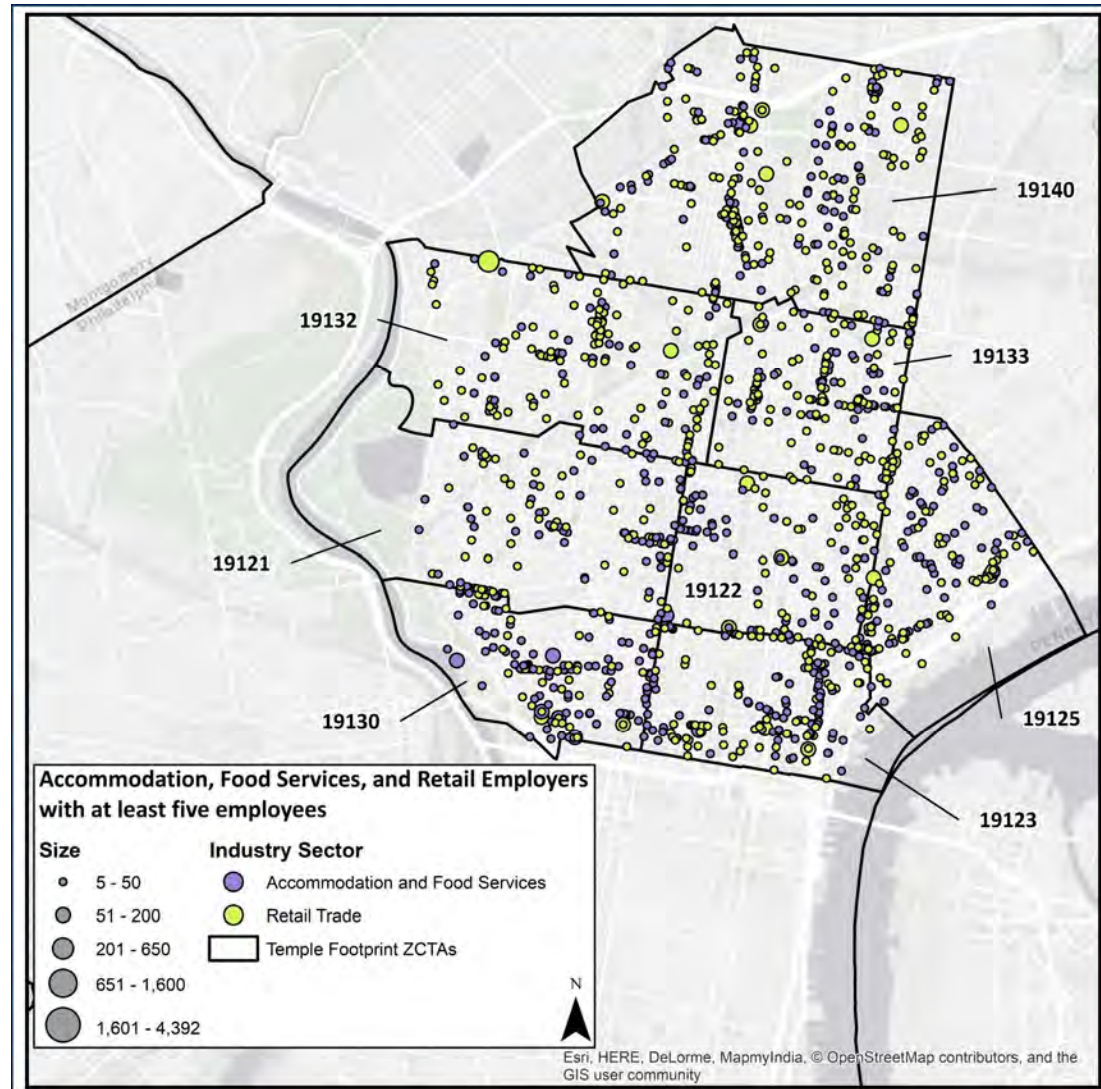 19140
Montgomery
Philadelphia
19132
19133
19121
19122
19130
19125
19123
Accommodation, Food Services, and Retail Employers
with at least five employees
Size
Industry Sector
5 - 50
Accommodation and Food Services
51 - 200
Retail Trade
201 - 650
Temple Footprint ZCTAs
651 - 1,600
1,601 - 4,392
N
Esri, HERE, DeLorme, MapmyIndia, © OpenStreetMap contributors, and the
GIS user community